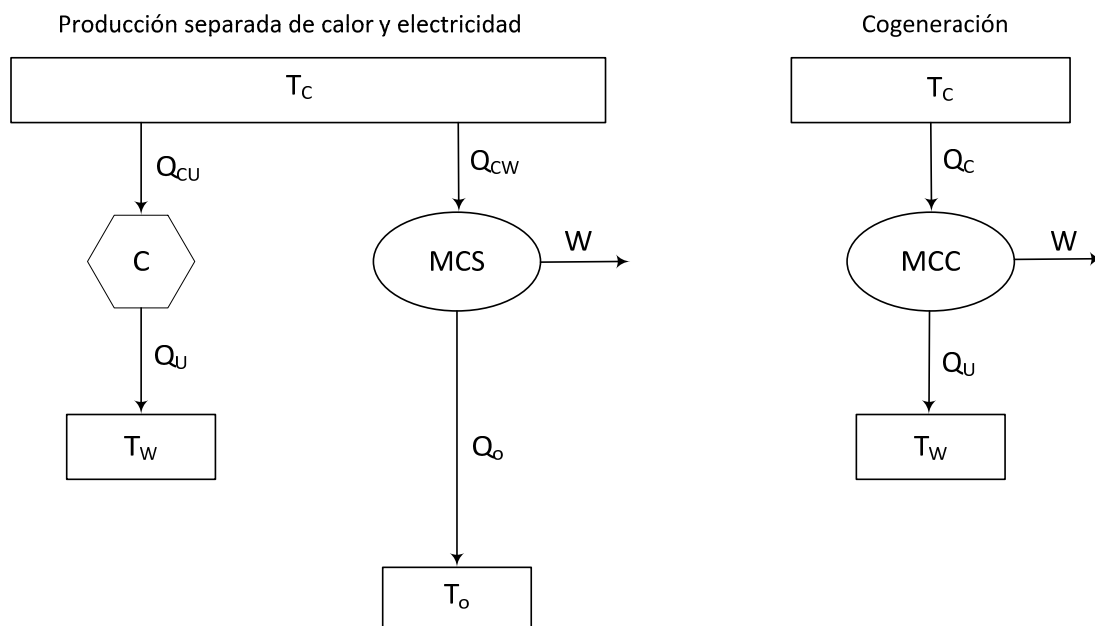 Producción separada de calor y electricidad
T_C
Q_CU
Q_CW
C
MCS
W
Q_U
T_W
Q_o
T_o
Cogeneración
T_C
Q_C
MCC
W
Q_U
T_W